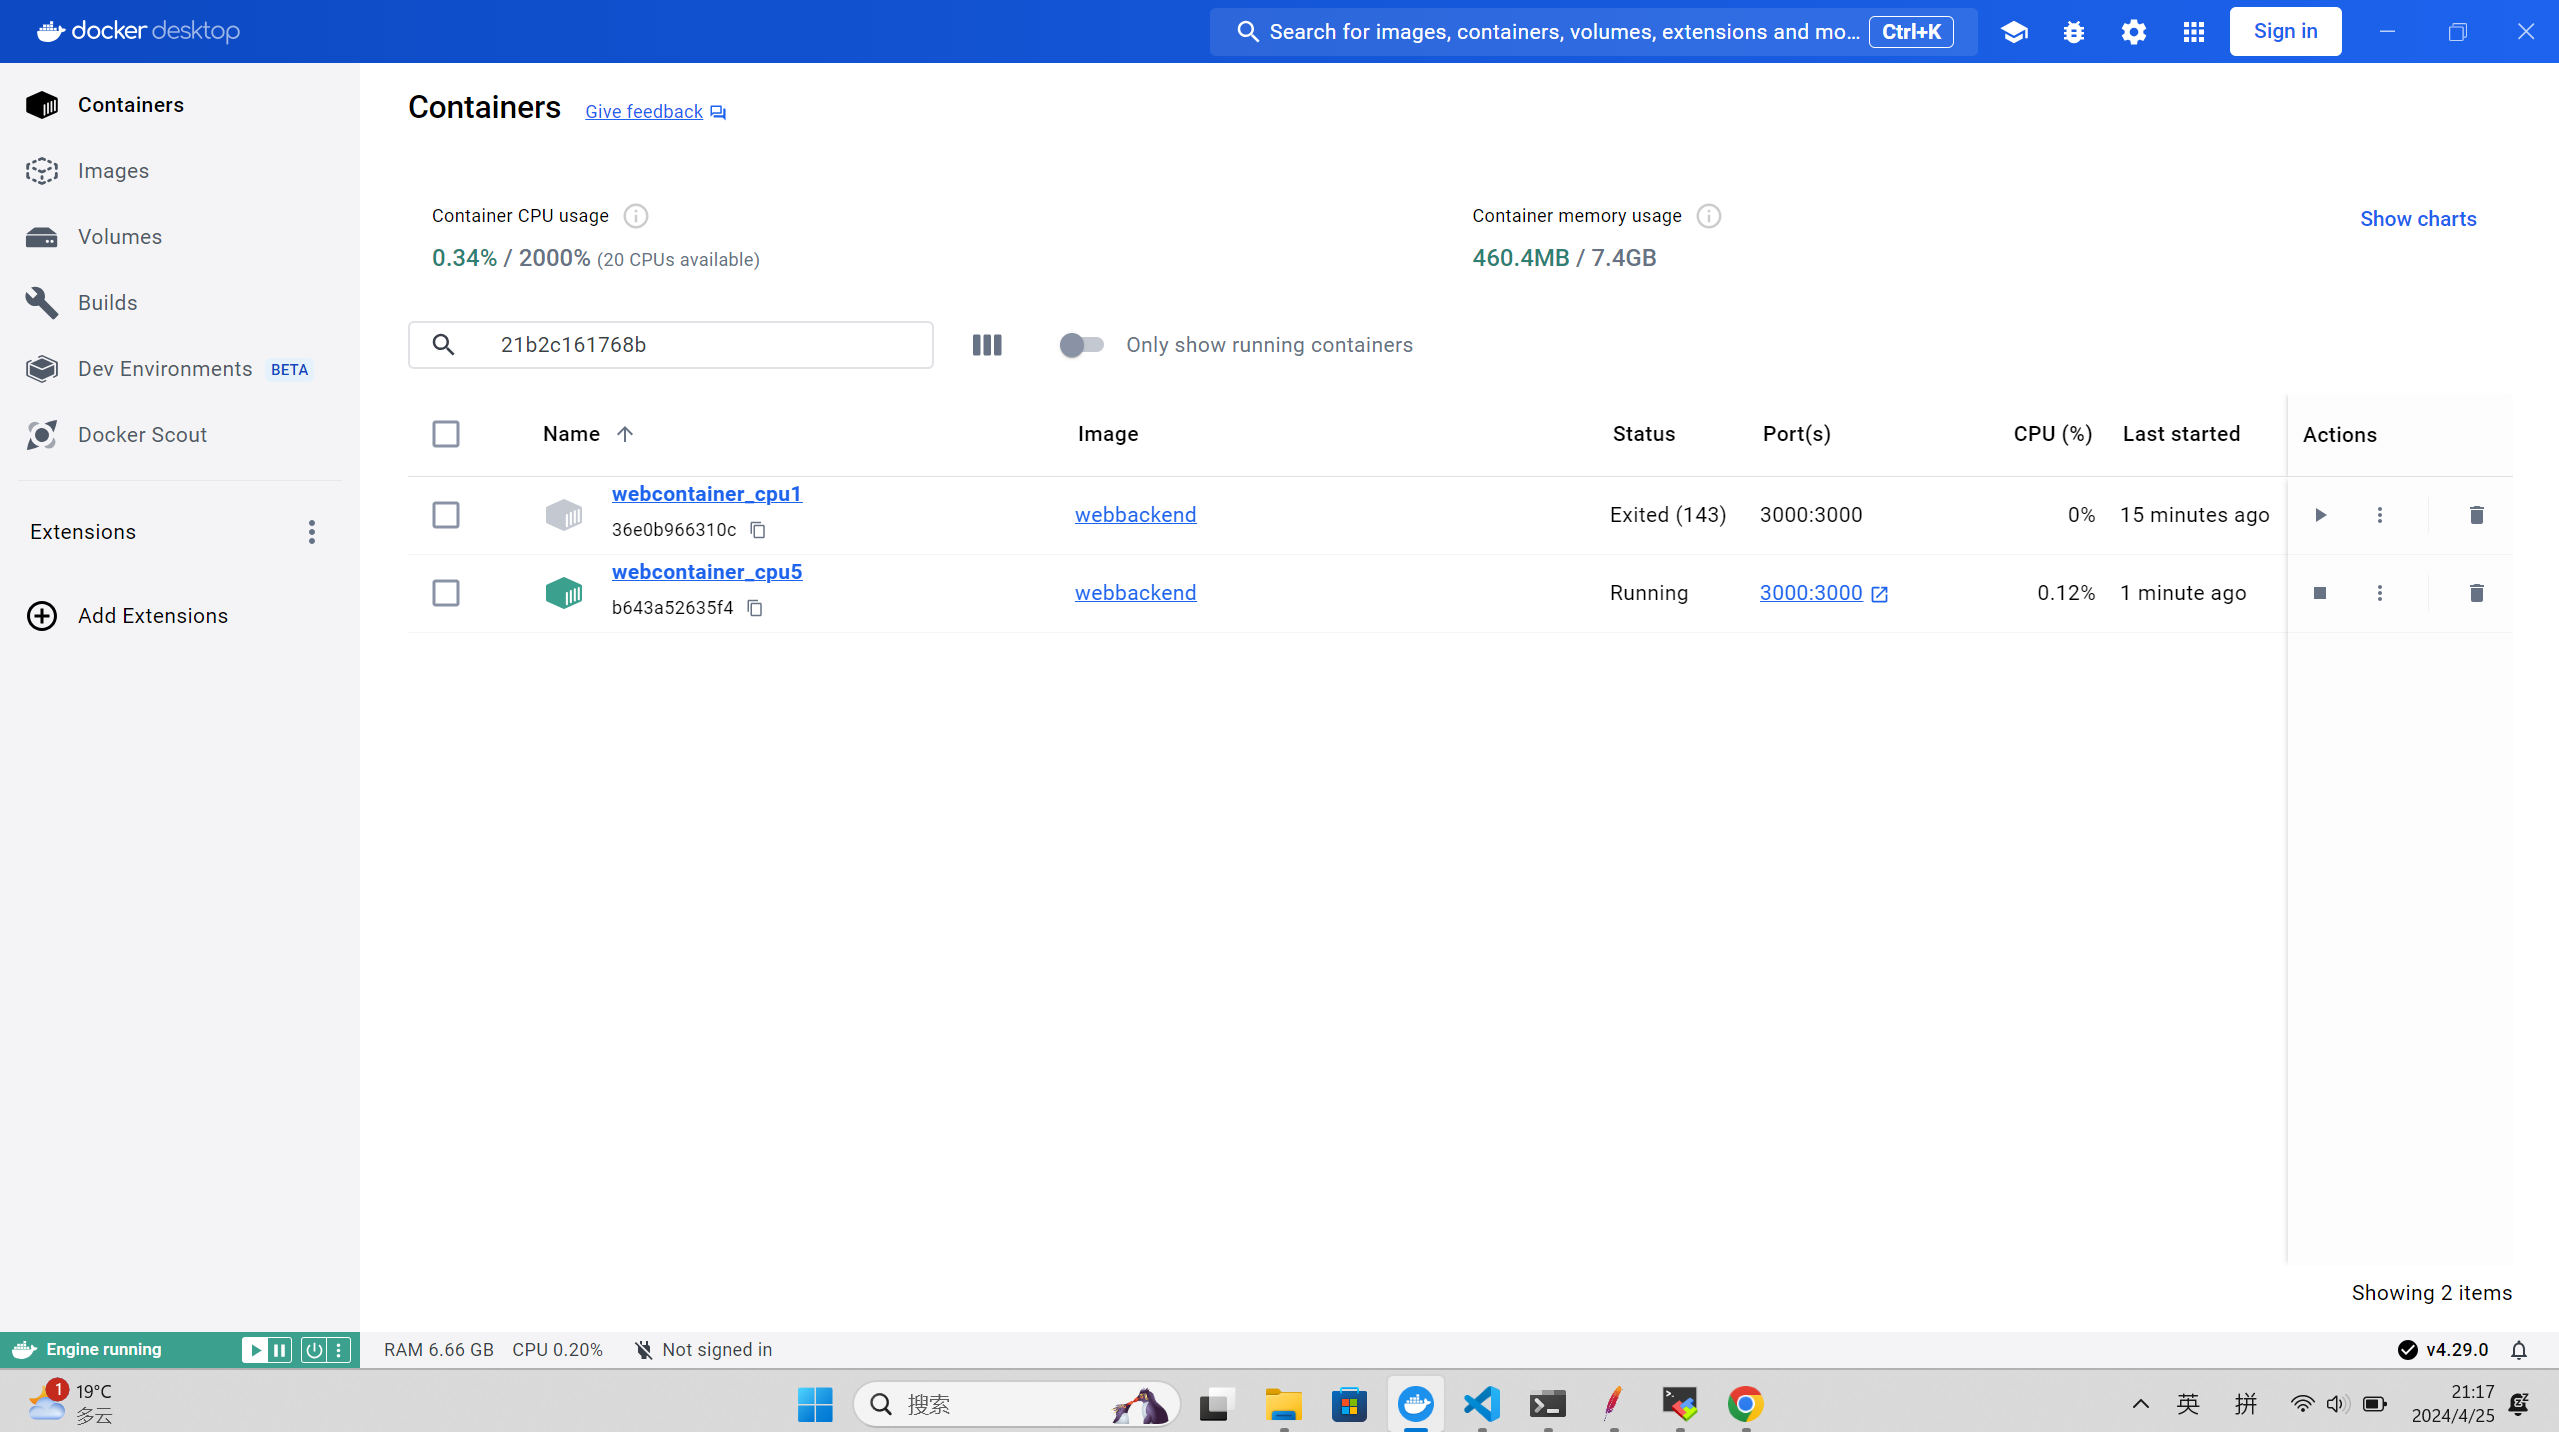 docker desktop
Search for images, containers, volumes, extensions and mo... Ctrl+K
Sign in
Containers
Images
Volumes
Builds
Dev Environments BETA
Docker Scout
Extensions
Add Extensions
Containers Give feedback
Container CPU usage
0.34% / 2000% (20 CPUs available)
Container memory usage
460.4MB / 7.4GB
Show charts
21b2c161768b
Only show running containers
Name Image Status Port(s) CPU (%) Last started Actions
webcontainer_cpu1
36e0b966310c
webbackend Exited (143) 3000:3000 0% 15 minutes ago
webcontainer_cpu5
b643a52635f4
webbackend Running 3000:3000 0.12% 1 minute ago
Showing 2 items
Engine running
RAM 6.66 GB CPU 0.20% Not signed in
v4.29.0
1
19°C
多云
搜索
英 拼
21:17
2024/4/25